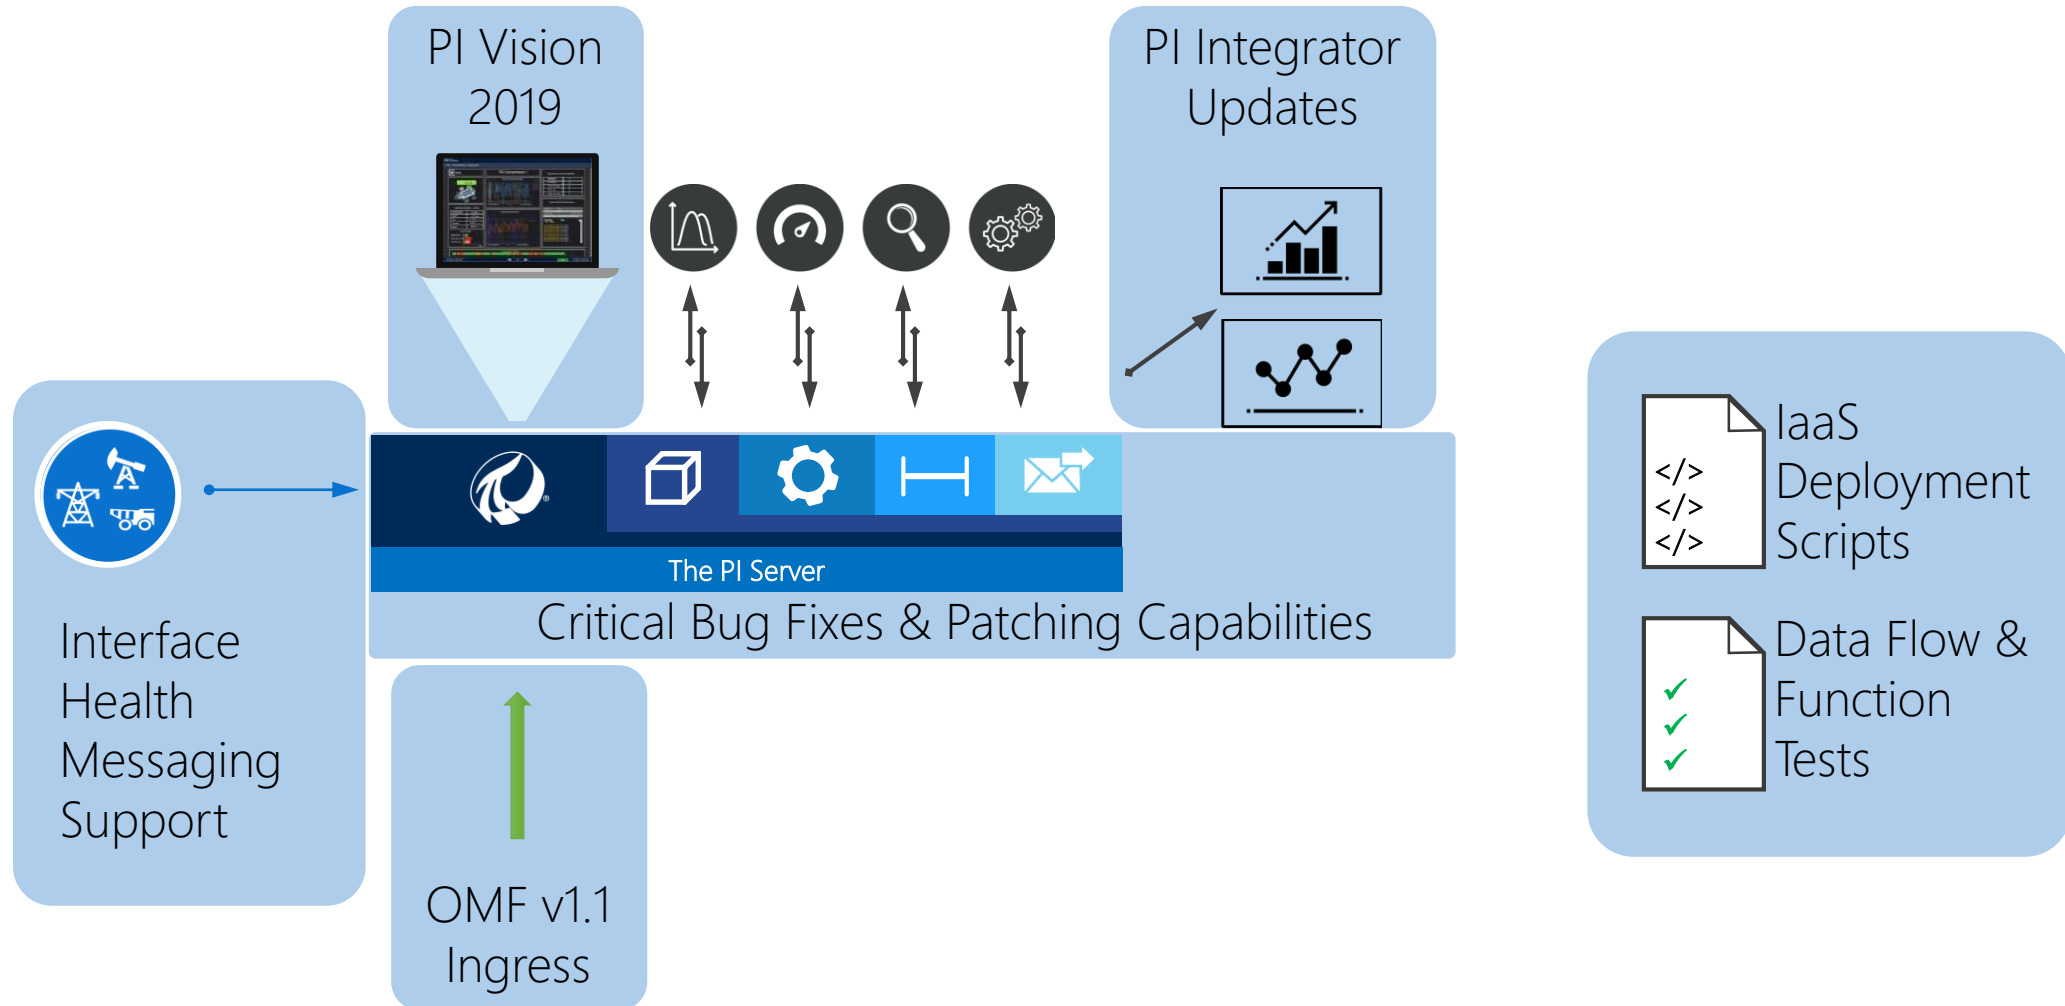 PI Vision
2019
PI Integrator
Updates
Interface
Health
Messaging
Support
The PI Server
Critical Bug Fixes & Patching Capabilities
OMF v1.1
Ingress
IaaS
Deployment
Scripts
</>
</>
</>
Data Flow &
Function
Tests